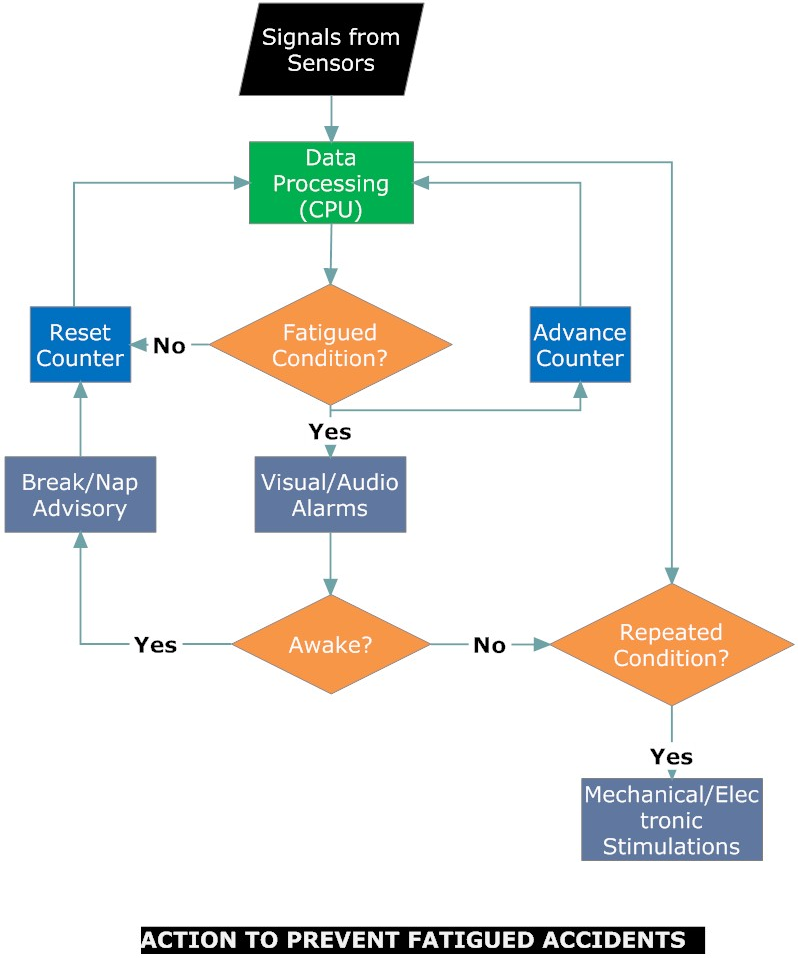 Signals from
Sensors
Data
Processing
(CPU)
Reset
Counter
No
Fatigued
Condition?
Advance
Counter
Yes
Break/Nap
Advisory
Visual/Audio
Alarms
Yes
Awake?
No
Repeated
Condition?
Yes
Mechanical/Elec
tronic
Stimulations
ACTION TO PREVENT FATIGUED ACCIDENTS